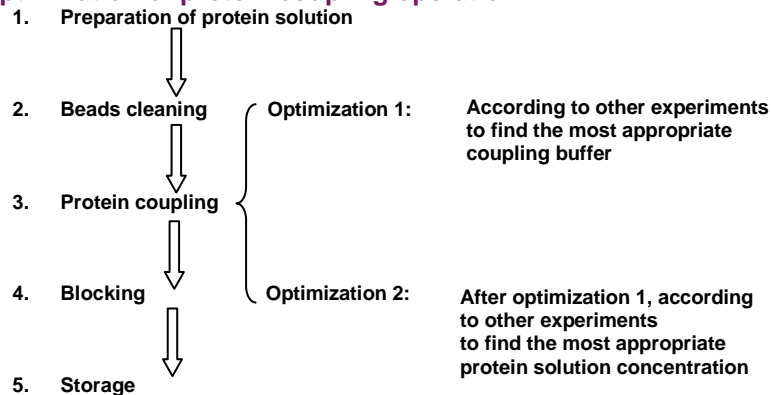 1. Preparation of protein solution
2. Beads cleaning
Optimization 1:
According to other experiments
to find the most appropriate
coupling buffer
3. Protein coupling
4. Blocking
Optimization 2:
After optimization 1, according
to other experiments
to find the most appropriate
protein solution concentration
5. Storage